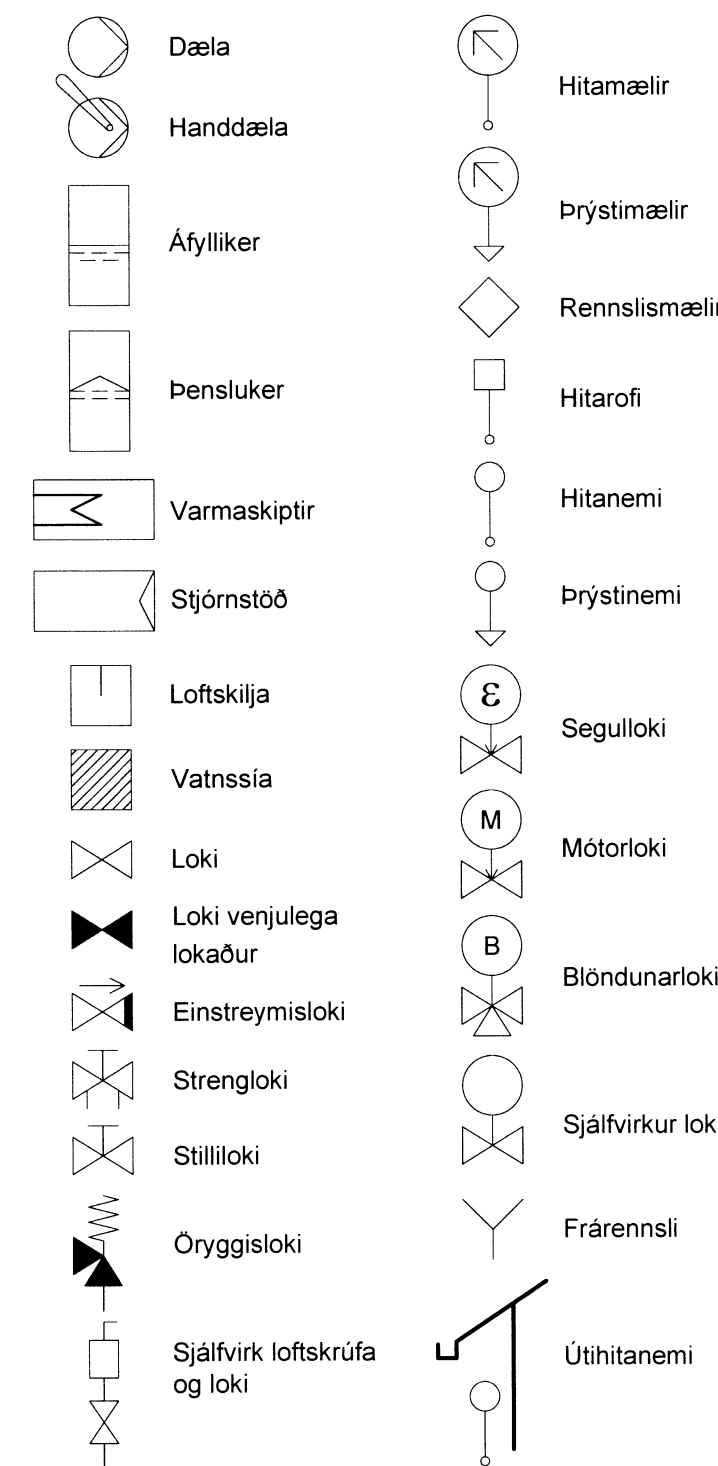 Dæla
Handdæla
Áfylliker
Þensluker
Varmaskiptir
Stjórnstöð
Loftskilja
Vatnssía
Loki
Loki venjulega
lokaður
Einstreymisloki
Strengloki
Stilliloki
Öryggisloki
Sjálfvirk loftskrúfa
og loki
Hitamælir
Þrýstimælir
Rennslismælir
Hitarofi
Hitanemi
Þrýstinemi
ε
Segulloki
M
Mótorloki
B
Blöndunarloki
Sjálfvirkur lok
Frárennsli
Útihitanemi